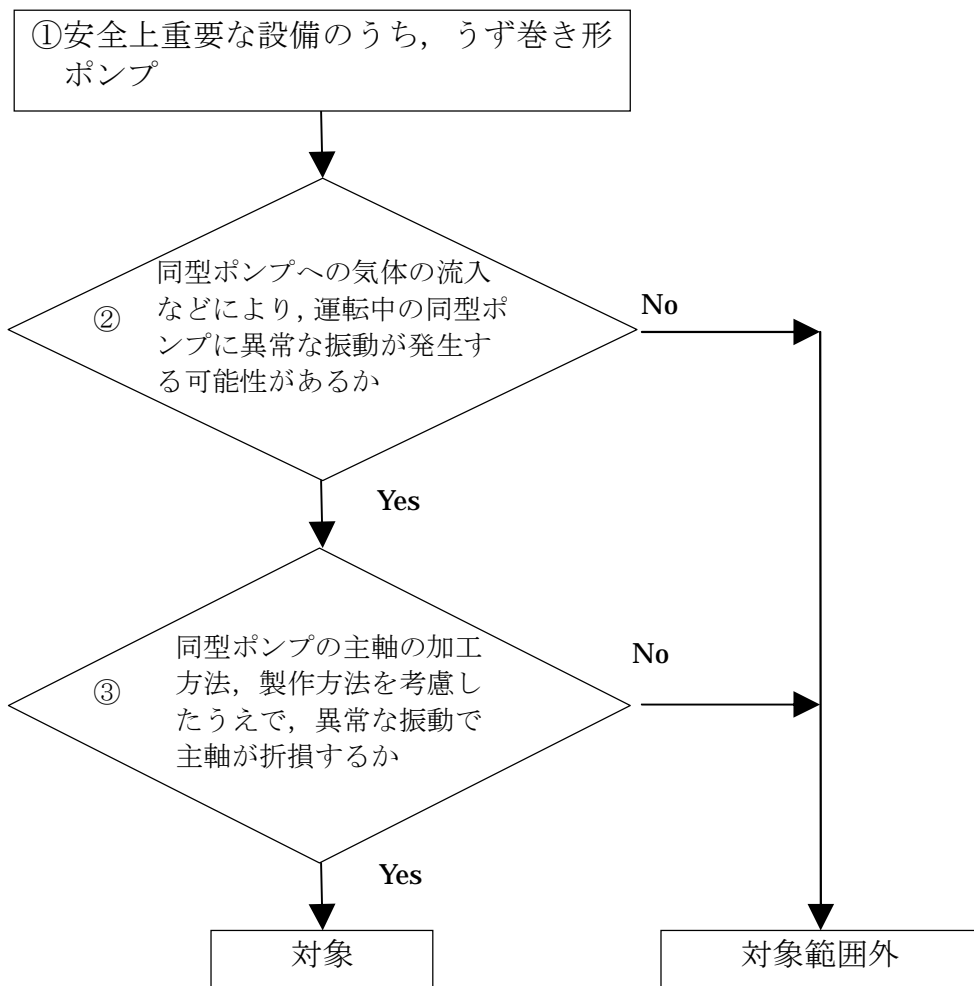 ①安全上重要な設備のうち，うず巻き形
ポンプ
②
同型ポンプへの気体の流入
などにより，運転中の同型ポ
ンプに異常な振動が発生す
る可能性があるか
No
Yes
③
同型ポンプの主軸の加工
方法，製作方法を考慮し
たうえで，異常な振動で
主軸が折損するか
No
Yes
対象
対象範囲外